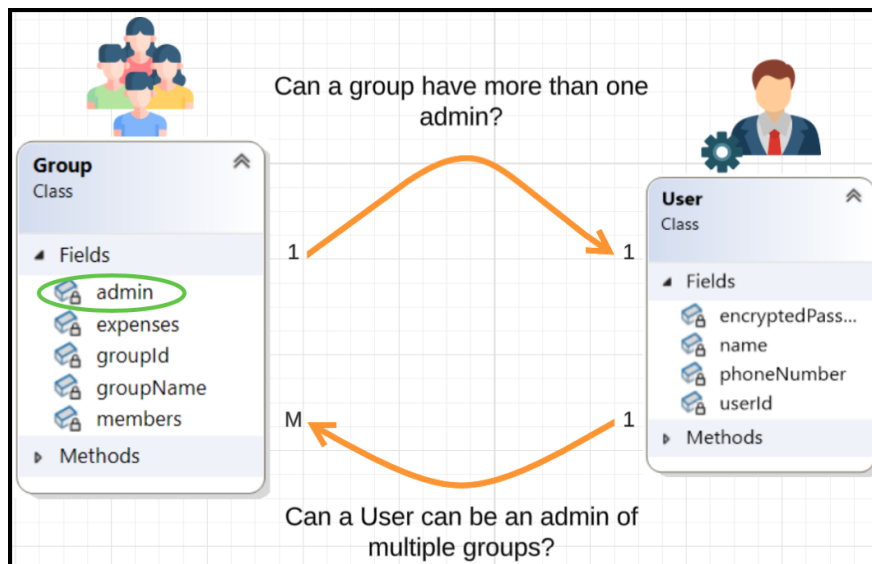 Can a group have more than one
admin?
Group
Class
Fields
admin
expenses
groupId
groupName
members
Methods
1
1
M
1
User
Class
Fields
encryptedPass...
name
phoneNumber
userId
Methods
Can a User can be an admin of
multiple groups?